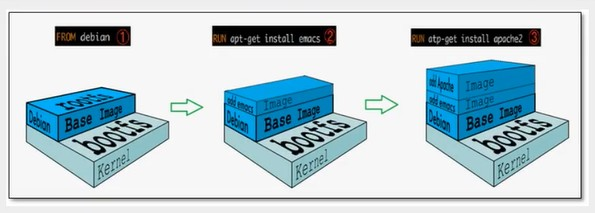 FROM debian ①
RUN apt-get install emacs ②
RUN atp-get install apache2 ③
rootfs
Debian Base Image
bootfs
Kernel
add emacs Image
Debian Base Image
bootfs
Kernel
add Apache Image
add emacs Image
Debian Base Image
bootfs
Kernel